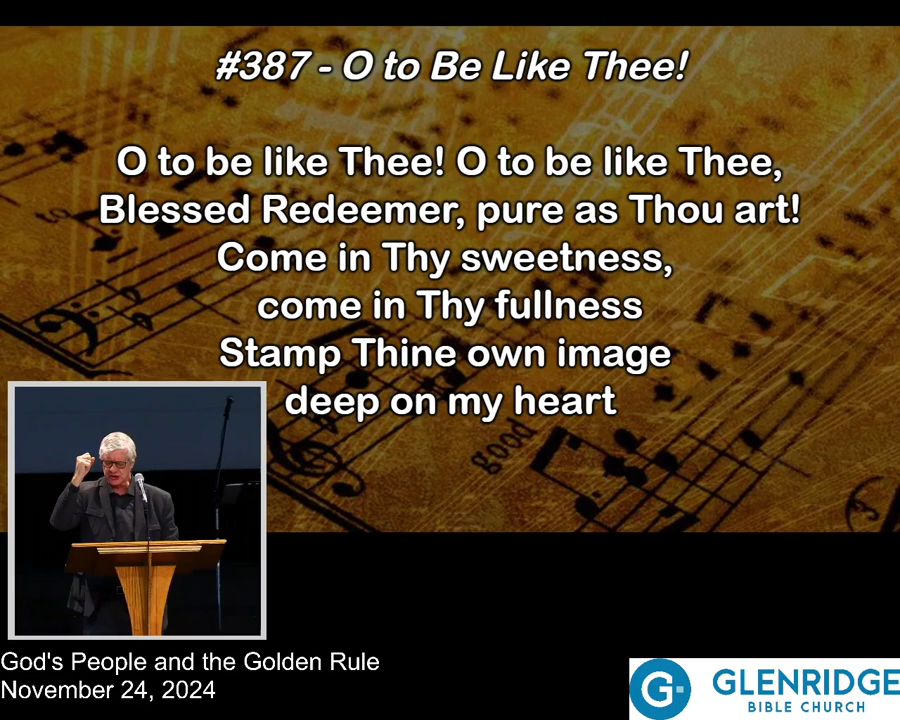 #387 - O to Be Like Thee!
O to be like Thee! O to be like Thee,
Blessed Redeemer, pure as Thou art!
Come in Thy sweetness,
come in Thy fullness
Stamp Thine own image
deep on my heart
good
God's People and the Golden Rule
November 24, 2024
G
GLENRIDGE
BIBLE CHURCH